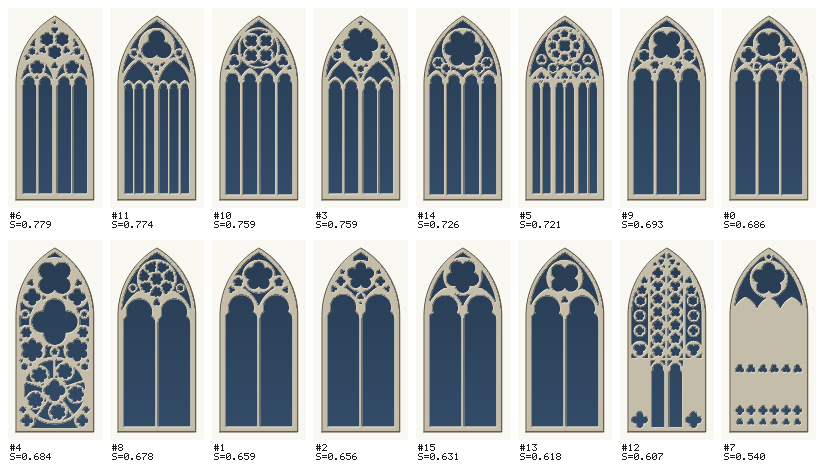 #6 #11 #10 #3 #14 #5 #9 #0
S=0.779 S=0.774 S=0.759 S=0.759 S=0.726 S=0.721 S=0.693 S=0.686
#4 #8 #1 #2 #15 #13 #12 #7
S=0.684 S=0.678 S=0.659 S=0.656 S=0.631 S=0.618 S=0.607 S=0.540